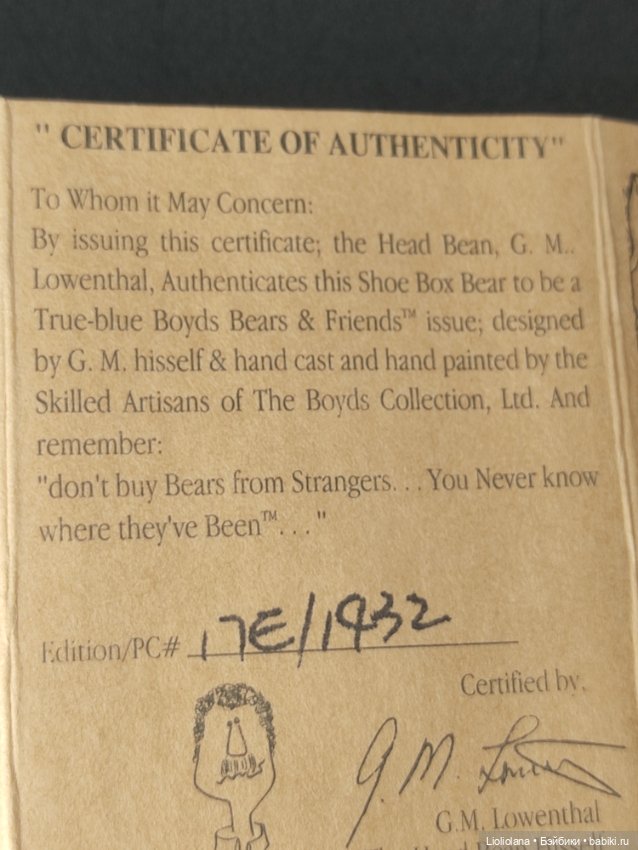 " CERTIFICATE OF AUTHENTICITY"
To Whom it May Concern:
By issuing this certificate; the Head Bean, G. M..
Lowenthal, Authenticates this Shoe Box Bear to be a
True-blue Boyds Bears & Friends™ issue; designed
by G. M. hisself & hand cast and hand painted by the
Skilled Artisans of The Boyds Collection, Ltd. And
remember:
"don't buy Bears from Strangers. . . You Never know
where they've Been™. . . "
Edition/PC# 17E/1932
Certified by,
G.M.
G.M. Lowenthal
Lioliolana • Бэйбики • babiki.ru